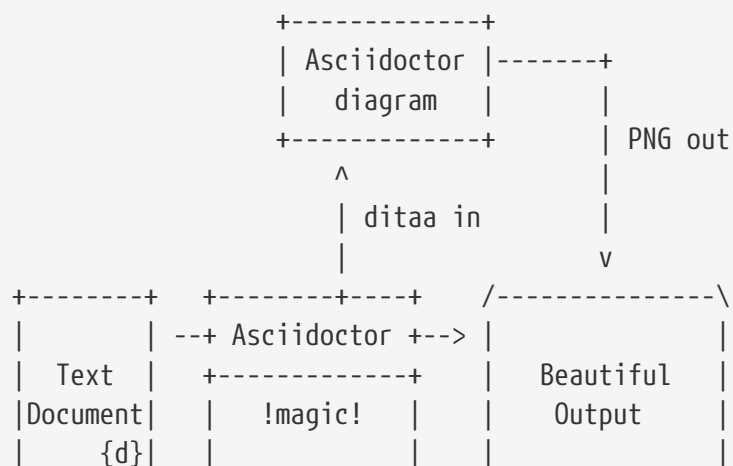 +-------------+
| Asciidoctor |-------+
|   diagram   |       |
+-------------+       | PNG out
    ^                 |
    | ditaa in        |
    |                 v
+--------+   +--------+----+    /---------------\
|        | --+ Asciidoctor +--> |               |
|  Text  |   +-------------+    |   Beautiful   |
|Document|   |   !magic!   |    |    Output     |
|     {d}|   |             |    |               |